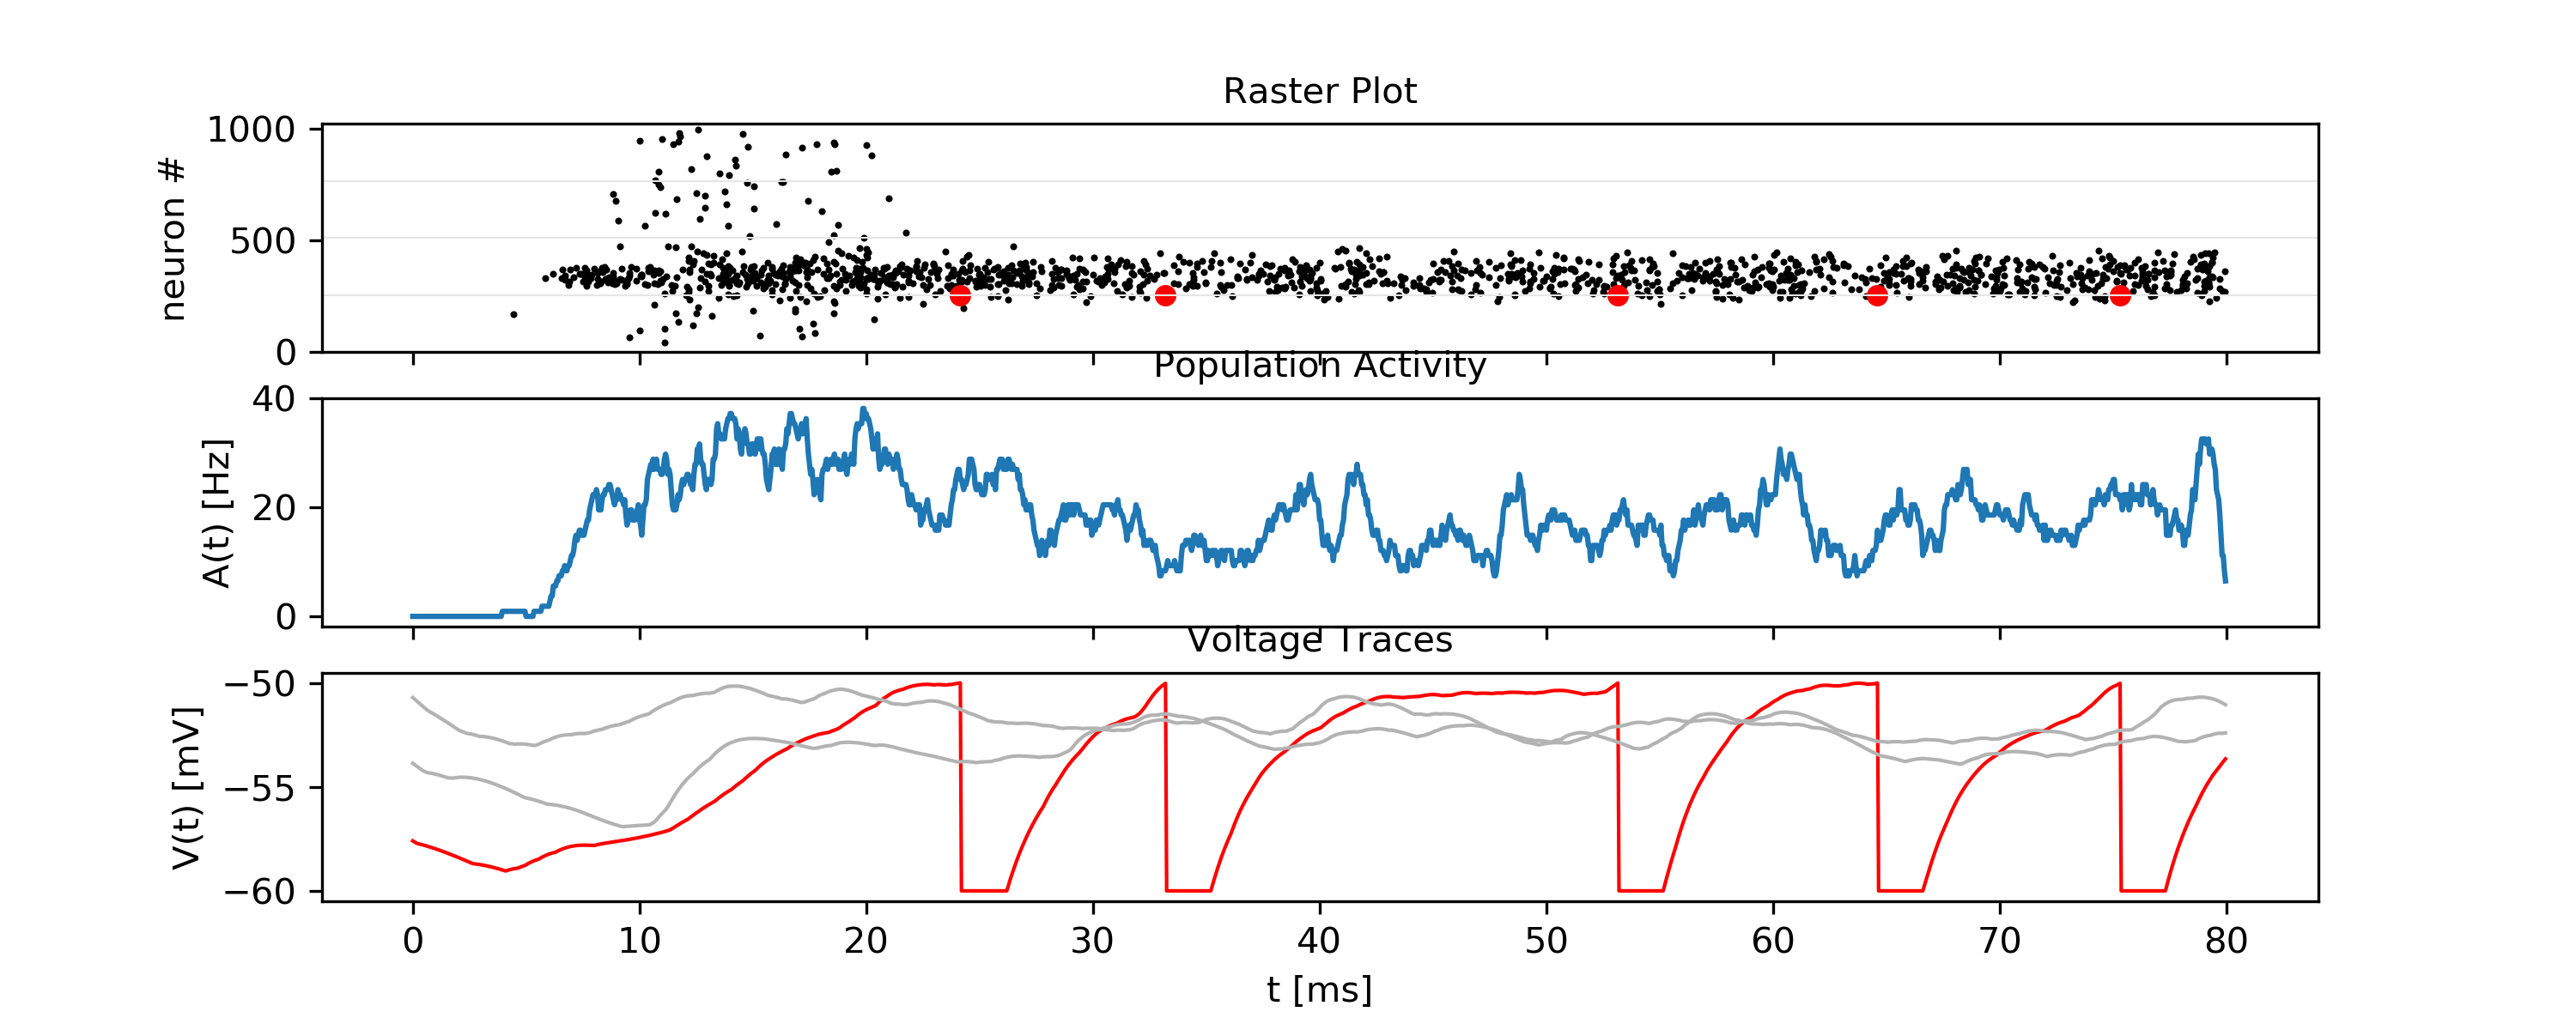 Raster Plot
1000
500
0
neuron #
Population Activity
40
20
0
A(t) [Hz]
Voltage Traces
−50
−55
−60
V(t) [mV]
0 10 20 30 40 50 60 70 80
t [ms]